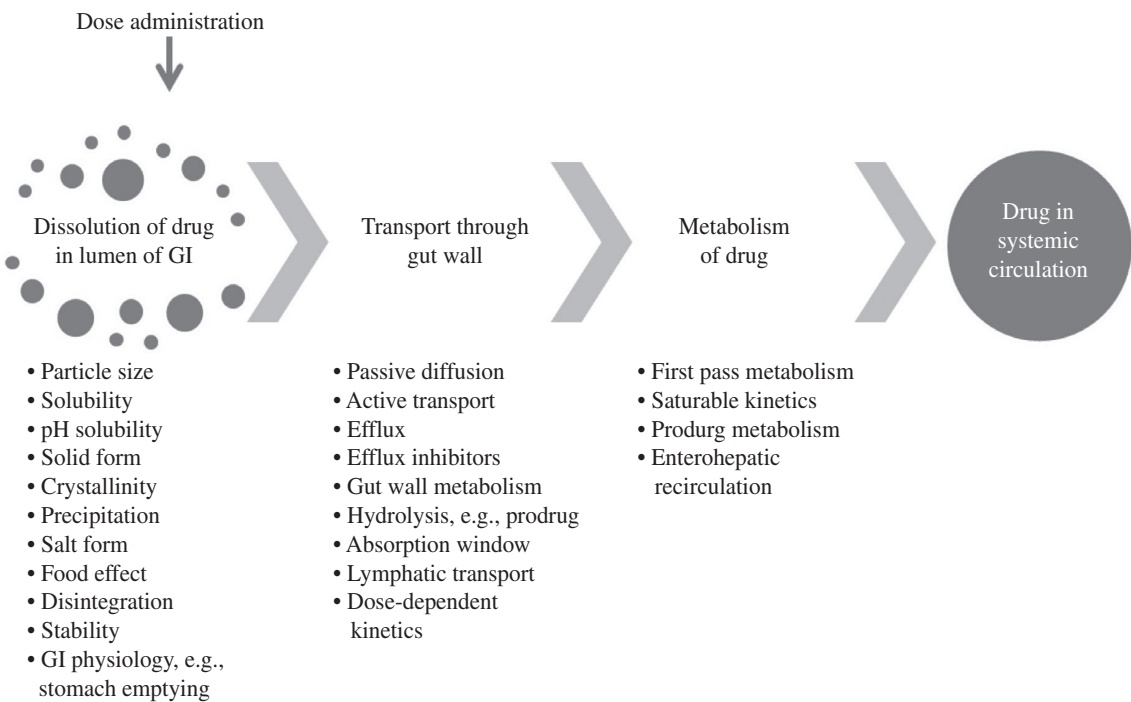 Dose administration
Dissolution of drug
in lumen of GI
Transport through
gut wall
Metabolism
of drug
Drug in
systemic
circulation
• Particle size
• Solubility
• pH solubility
• Solid form
• Crystallinity
• Precipitation
• Salt form
• Food effect
• Disintegration
• Stability
• GI physiology, e.g.,
stomach emptying
• Passive diffusion
• Active transport
• Efflux
• Efflux inhibitors
• Gut wall metabolism
• Hydrolysis, e.g., prodrug
• Absorption window
• Lymphatic transport
• Dose-dependent
kinetics
• First pass metabolism
• Saturable kinetics
• Produrg metabolism
• Enterohepatic
recirculation